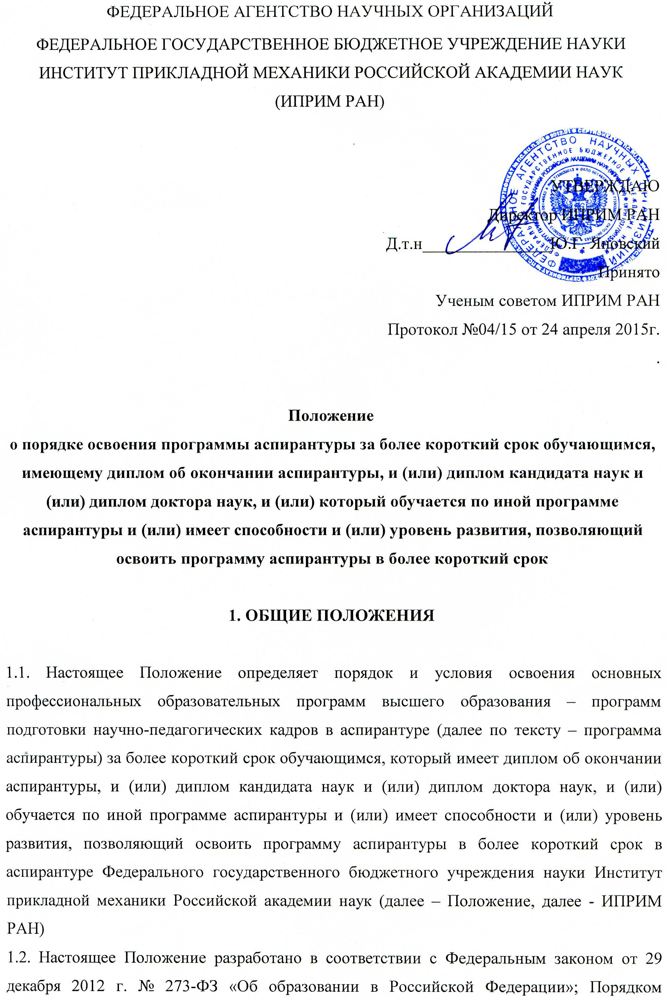 ФЕДЕРАЛЬНОЕ АГЕНТСТВО НАУЧНЫХ ОРГАНИЗАЦИЙ
ФЕДЕРАЛЬНОЕ ГОСУДАРСТВЕННОЕ БЮДЖЕТНОЕ УЧРЕЖДЕНИЕ НАУКИ
ИНСТИТУТ ПРИКЛАДНОЙ МЕХАНИКИ РОССИЙСКОЙ АКАДЕМИИ НАУК
(ИПРИМ РАН)
ФЕДЕРАЛЬНОЕ АГЕНТСТВО НАУЧНЫХ ОРГАНИЗАЦИЙ
УТВЕРЖДАЮ
Директор ИПРИМ РАН
Д.т.н_______________Ю.Г. Яновский
Принято
Ученым советом ИПРИМ РАН
Протокол №04/15 от 24 апреля 2015г.
.
Положение
о порядке освоения программы аспирантуры за более короткий срок обучающимся,
имеющему диплом об окончании аспирантуры, и (или) диплом кандидата наук и
(или) диплом доктора наук, и (или) который обучается по иной программе
аспирантуры и (или) имеет способности и (или) уровень развития, позволяющий
освоить программу аспирантуры в более короткий срок
1. ОБЩИЕ ПОЛОЖЕНИЯ
1.1. Настоящее Положение определяет порядок и условия освоения основных
профессиональных образовательных программ высшего образования – программ
подготовки научно-педагогических кадров в аспирантуре (далее по тексту – программа
аспирантуры) за более короткий срок обучающимся, который имеет диплом об окончании
аспирантуры, и (или) диплом кандидата наук и (или) диплом доктора наук, и (или)
обучается по иной программе аспирантуры и (или) имеет способности и (или) уровень
развития, позволяющий освоить программу аспирантуры в более короткий срок в
аспирантуре Федерального государственного бюджетного учреждения науки Институт
прикладной механики Российской академии наук (далее – Положение, далее - ИПРИМ
РАН)
1.2. Настоящее Положение разработано в соответствии с Федеральным законом от 29
декабря 2012 г. № 273-ФЗ «Об образовании в Российской Федерации»; Порядком